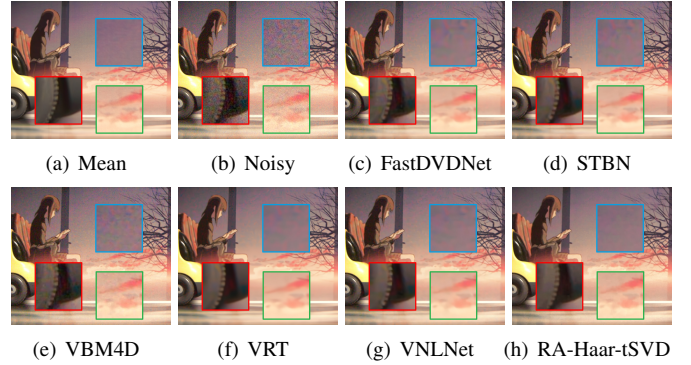 (a) Mean
(b) Noisy
(c) FastDVDNet
(d) STBN
(e) VBM4D
(f) VRT
(g) VNLNet
(h) RA-Haar-tSVD